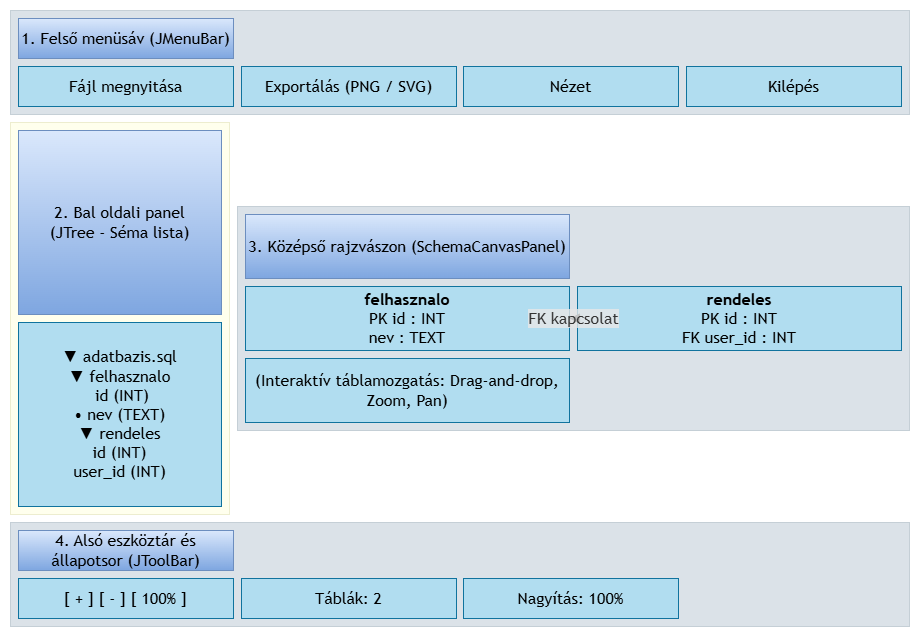 1. Felső menüsáv (JMenuBar)
Fájl megnyitása
Exportálás (PNG / SVG)
Nézet
Kilépés
2. Bal oldali panel
(JTree - Séma lista)
▼ adatbazis.sql
▼ felhasznalo
id (INT)
• nev (TEXT)
▼ rendeles
id (INT)
user_id (INT)
3. Középső rajzvászon (SchemaCanvasPanel)
felhasznalo
PK id : INT
nev : TEXT
FK kapcsolat
rendeles
PK id : INT
FK user_id : INT
(Interaktív táblamozgatás: Drag-and-drop,
Zoom, Pan)
4. Alsó eszköztár és
állapotsor (JToolBar)
[ + ] [ - ] [ 100% ]
Táblák: 2
Nagyítás: 100%